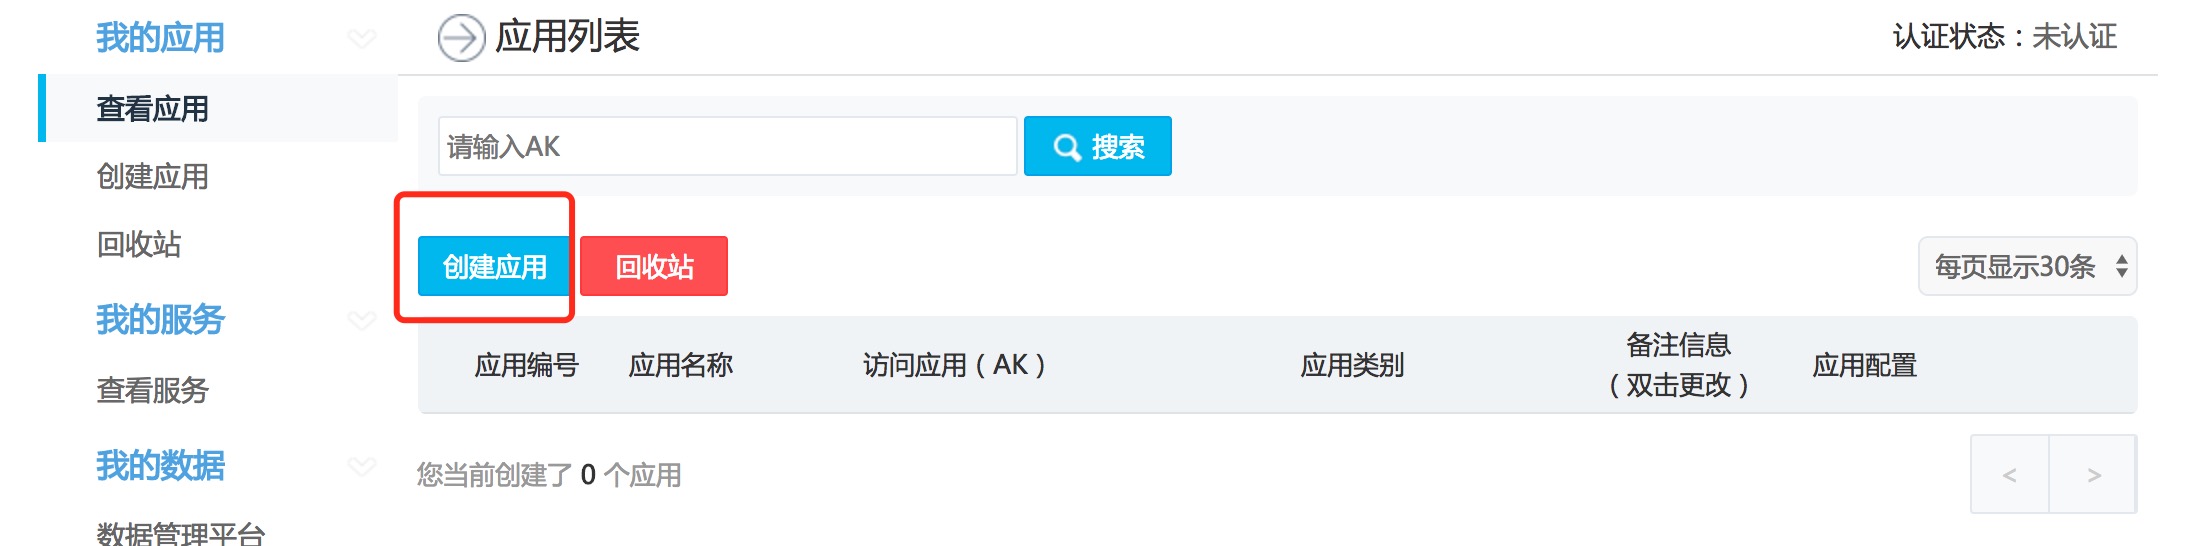 我的应用
查看应用
创建应用
回收站
我的服务
查看服务
我的数据
数据管理平台
应用列表
认证状态：未认证
请输入AK
搜索
创建应用
回收站
每页显示30条
应用编号
应用名称
访问应用（AK）
应用类别
备注信息
（双击更改）
应用配置
您当前创建了 0 个应用
<
>